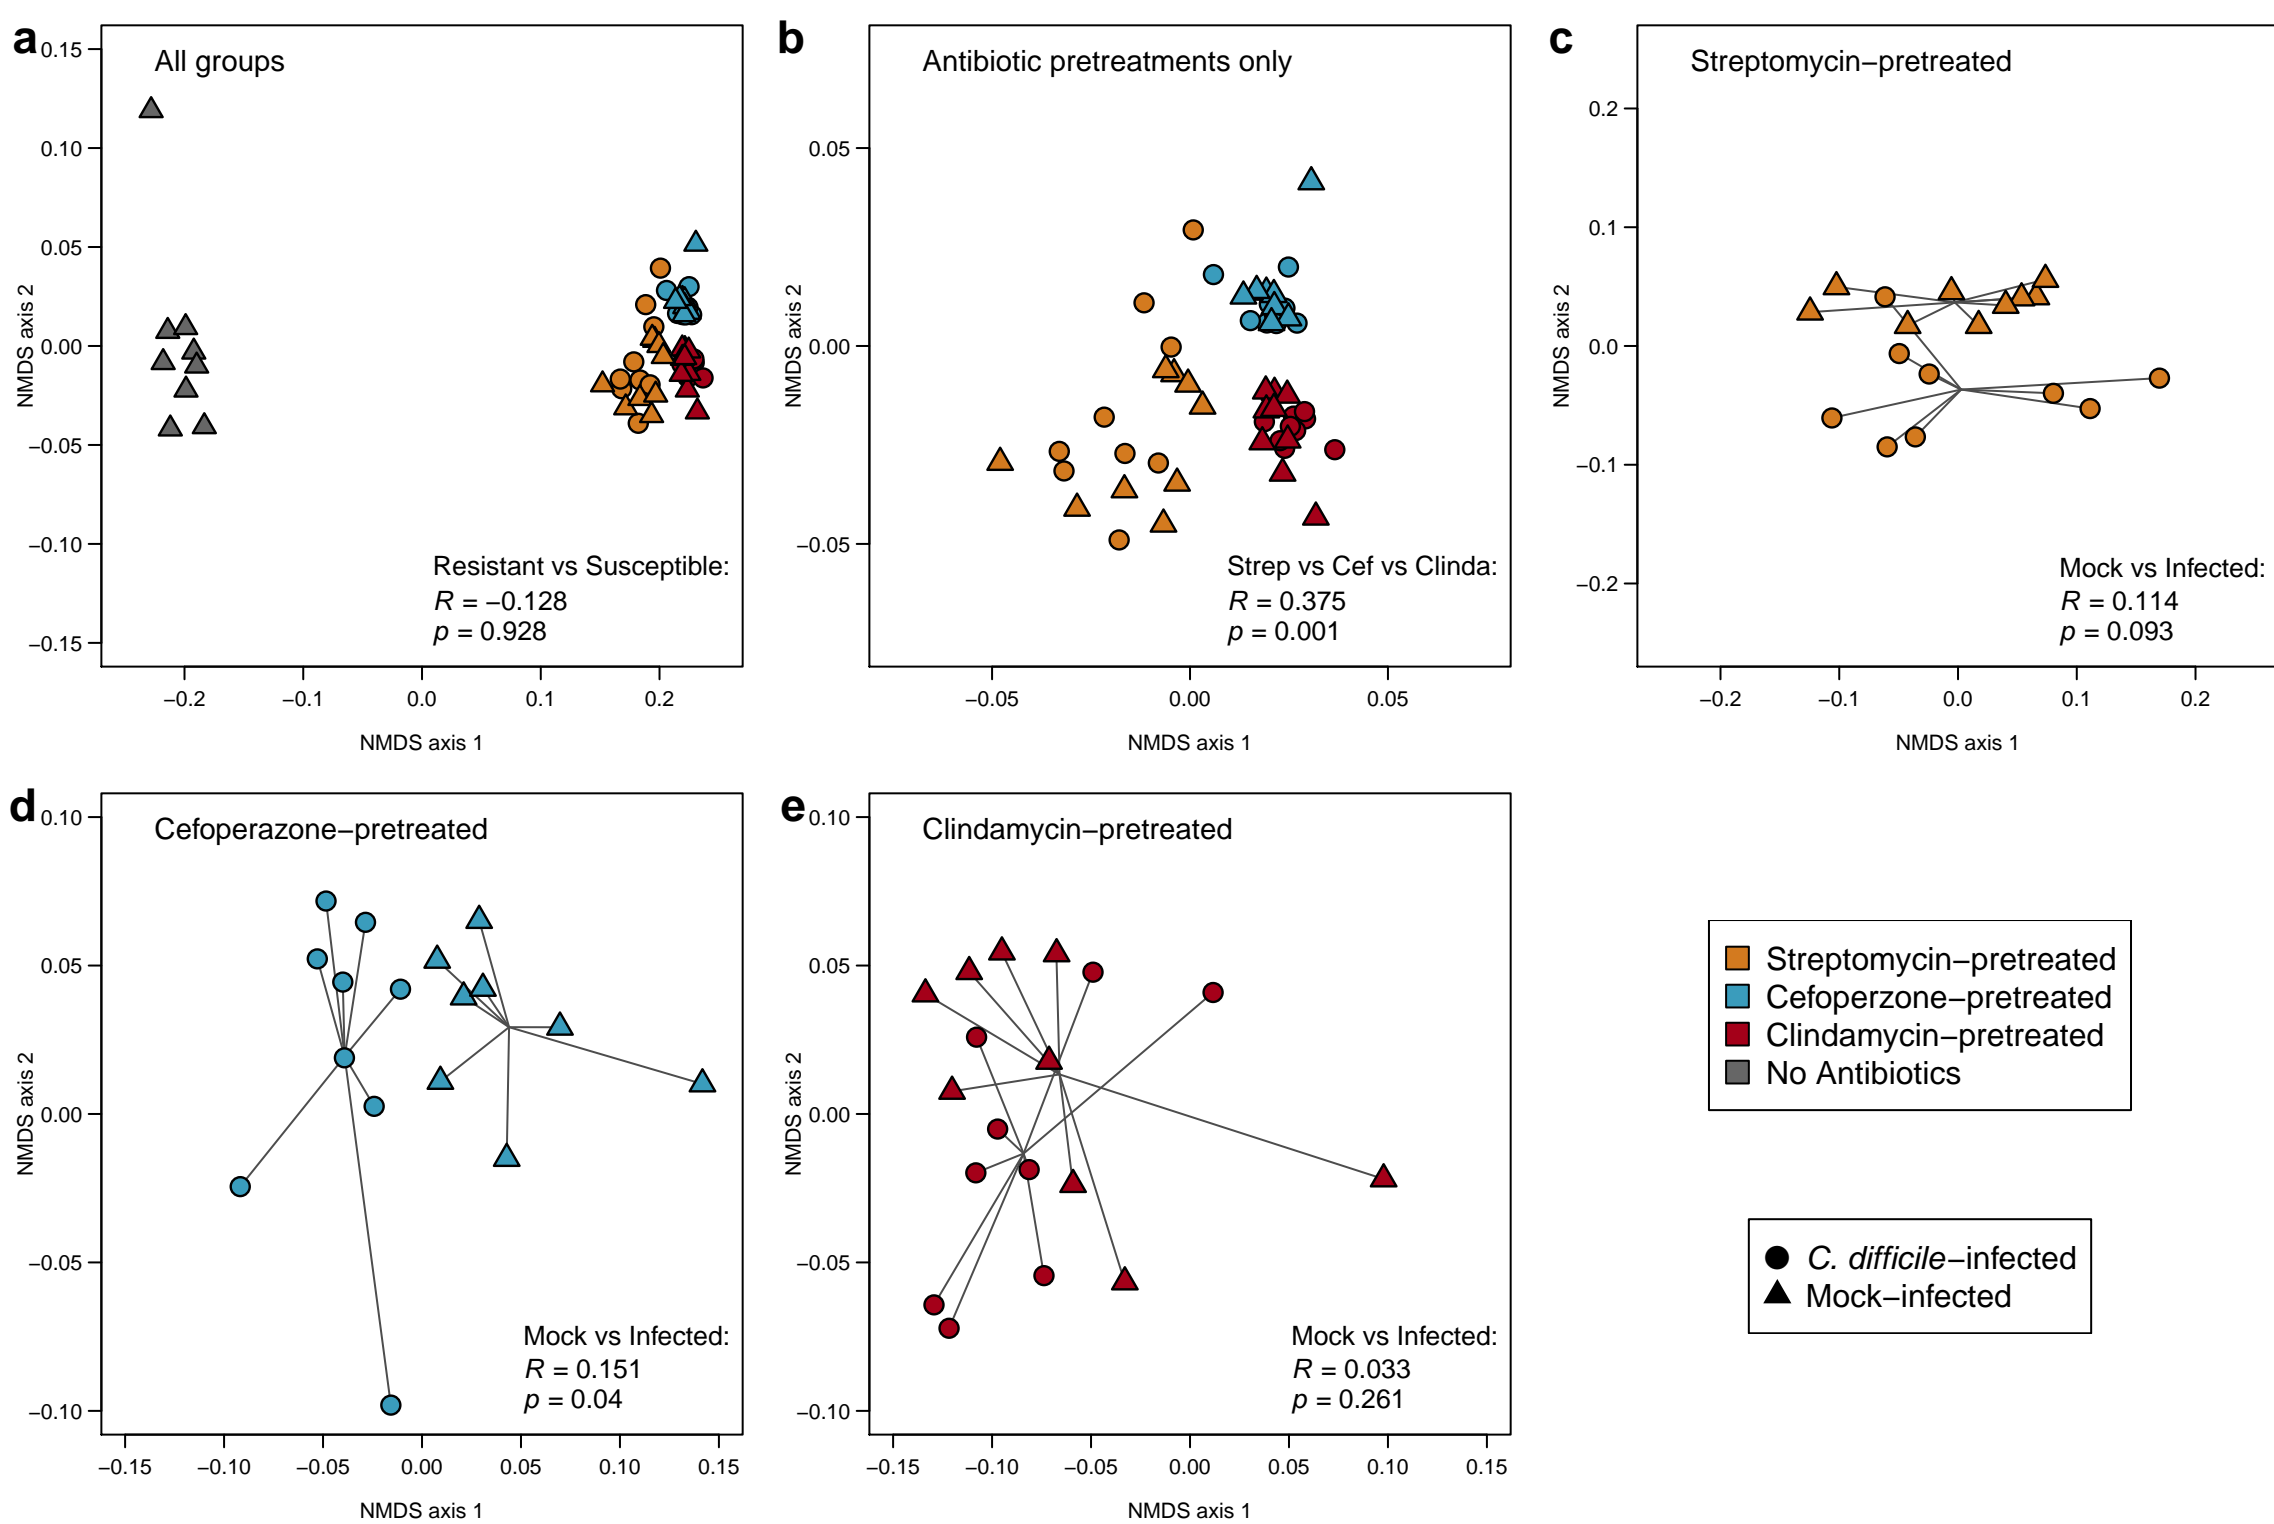 a
All groups
0.15
0.10
0.05
0.00
−0.05
−0.10
−0.15
NMDS axis 2
Resistant vs Susceptible:
R = −0.128
p = 0.928
−0.2 −0.1 0.0 0.1 0.2
NMDS axis 1
b
Antibiotic pretreatments only
0.05
0.00
−0.05
NMDS axis 2
Strep vs Cef vs Clinda:
R = 0.375
p = 0.001
−0.05 0.00 0.05
NMDS axis 1
c
Streptomycin−pretreated
0.2
0.1
0.0
−0.1
−0.2
NMDS axis 2
Mock vs Infected:
R = 0.114
p = 0.093
−0.2 −0.1 0.0 0.1 0.2
NMDS axis 1
d
Cefoperazone−pretreated
0.10
0.05
0.00
−0.05
−0.10
NMDS axis 2
Mock vs Infected:
R = 0.151
p = 0.04
−0.15 −0.10 −0.05 0.00 0.05 0.10 0.15
NMDS axis 1
e
Clindamycin−pretreated
0.10
0.05
0.00
−0.05
−0.10
NMDS axis 2
Mock vs Infected:
R = 0.033
p = 0.261
−0.15 −0.10 −0.05 0.00 0.05 0.10 0.15
NMDS axis 1
Streptomycin−pretreated
Cefoperzone−pretreated
Clindamycin−pretreated
No Antibiotics
C. difficile−infected
Mock−infected